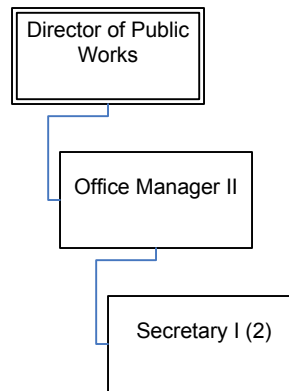 Director of Public
Works
Office Manager II
Secretary I (2)